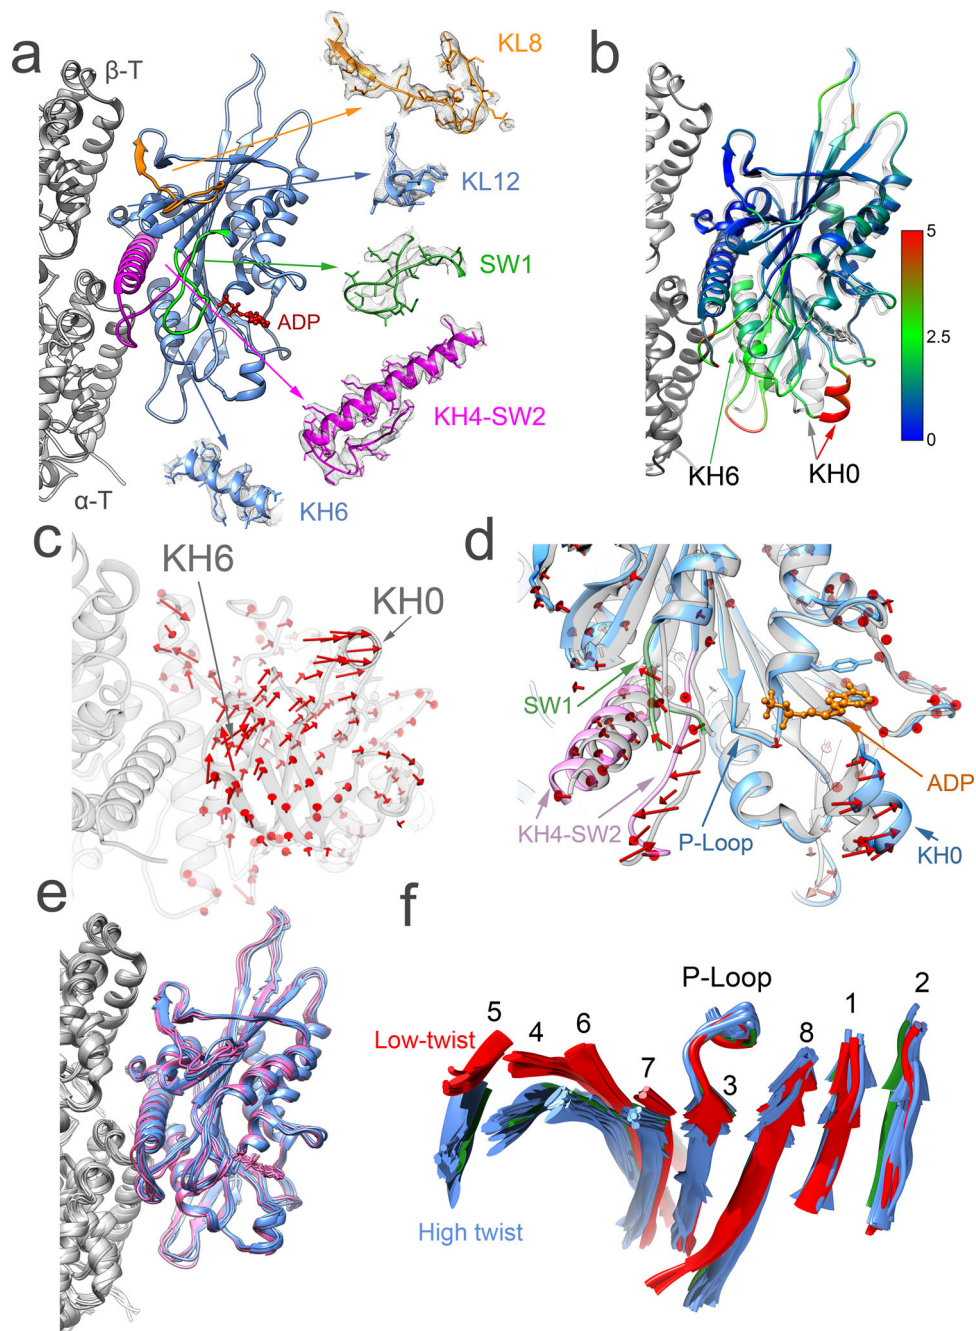 a
β-T
KL8
KL12
SW1
ADP
KH4-SW2
α-T
KH6
b
5
2.5
0
KH6
KH0
c
KH6
KH0
d
SW1
KH4-SW2
P-Loop
ADP
KH0
e
f
P-Loop
5
4
6
7
3
8
1
2
Low-twist
High twist